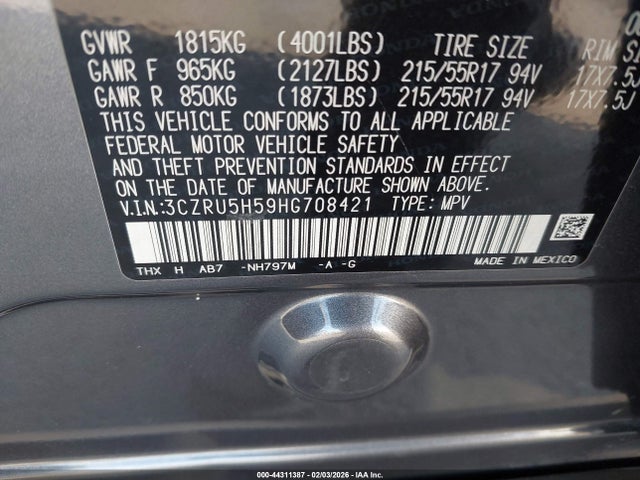 GVWR 1815KG (4001LBS) TIRE SIZE RIM
GAWR F 965KG (2127LBS) 215/55R17 94V 17X7.5J
GAWR R 850KG (1873LBS) 215/55R17 94V 17X7.5J
THIS VEHICLE CONFORMS TO ALL APPLICABLE
FEDERAL MOTOR VEHICLE SAFETY
AND THEFT PREVENTION STANDARDS IN EFFECT
ON THE DATE OF MANUFACTURE SHOWN ABOVE.
V.I.N.:3CZRU5H59HG708421 TYPE: MPV
THX H AB7 -NH797M -A -G
MADE IN MEXICO
000-44311387 - 02/03/2026 - IAA Inc.